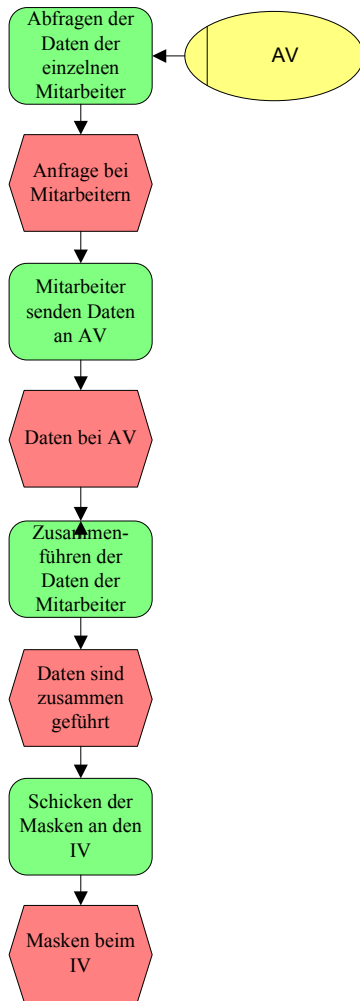 Abfragen der
Daten der
einzelnen
Mitarbeiter
AV
Anfrage bei
Mitarbeitern
Mitarbeiter
senden Daten
an AV
Daten bei AV
Zusammen-
führen der
Daten der
Mitarbeiter
Daten sind
zusammen
geführt
Schicken der
Masken an den
IV
Masken beim
IV